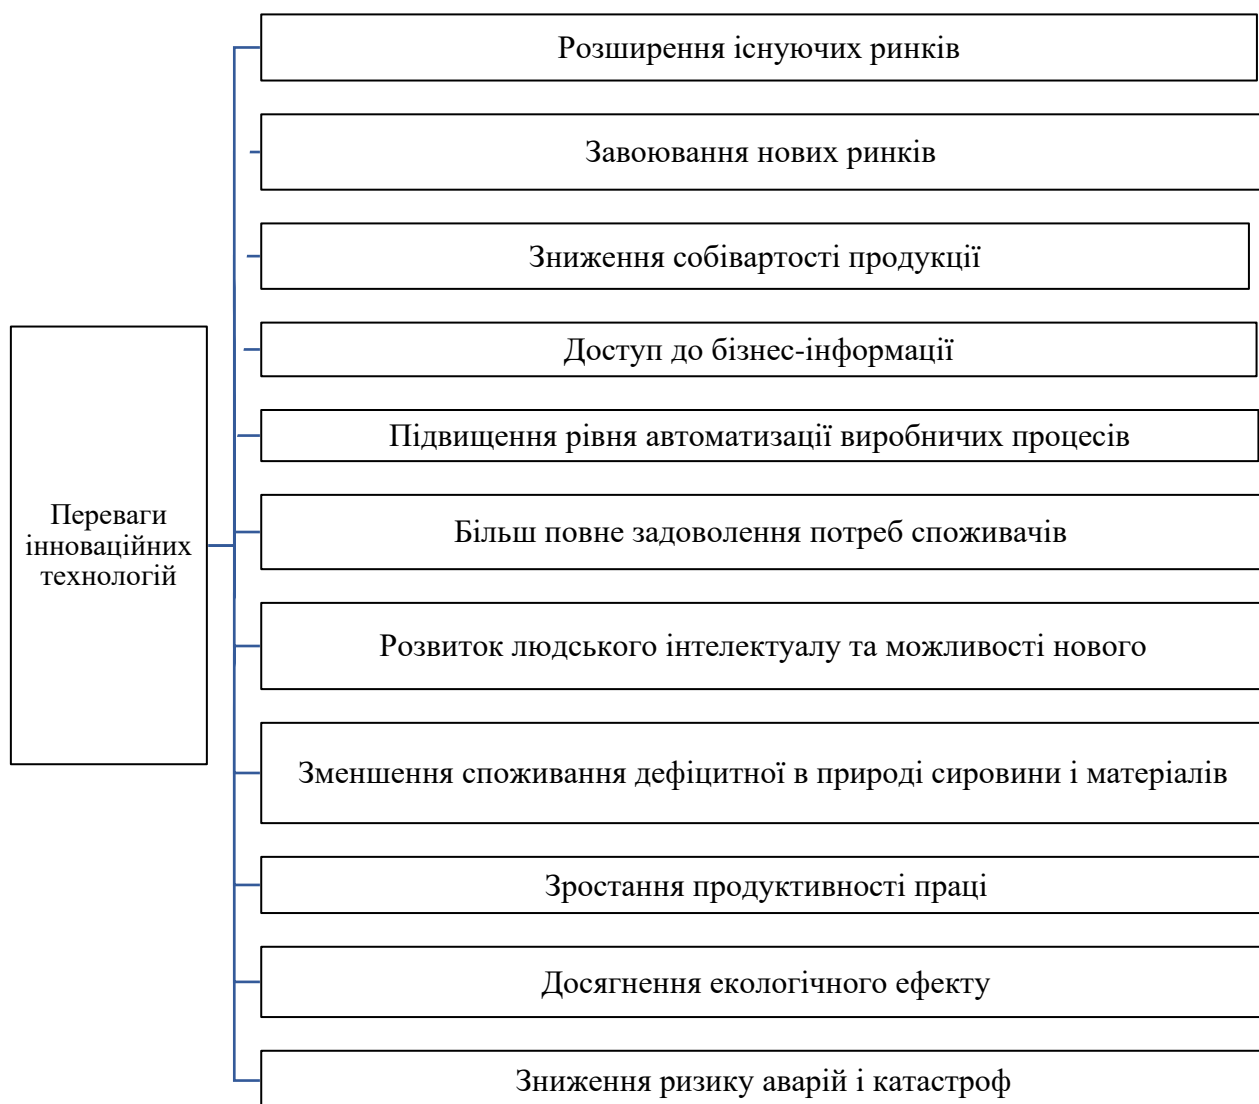 Розширення існуючих ринків
Завоювання нових ринків
Зниження собівартості продукції
Доступ до бізнес-інформації
Підвищення рівня автоматизації виробничих процесів
Переваги
інноваційних
технологій
Більш повне задоволення потреб споживачів
Розвиток людського інтелектуалу та можливості нового
Зменшення споживання дефіцитної в природі сировини і матеріалів
Зростання продуктивності праці
Досягнення екологічного ефекту
Зниження ризику аварій і катастроф